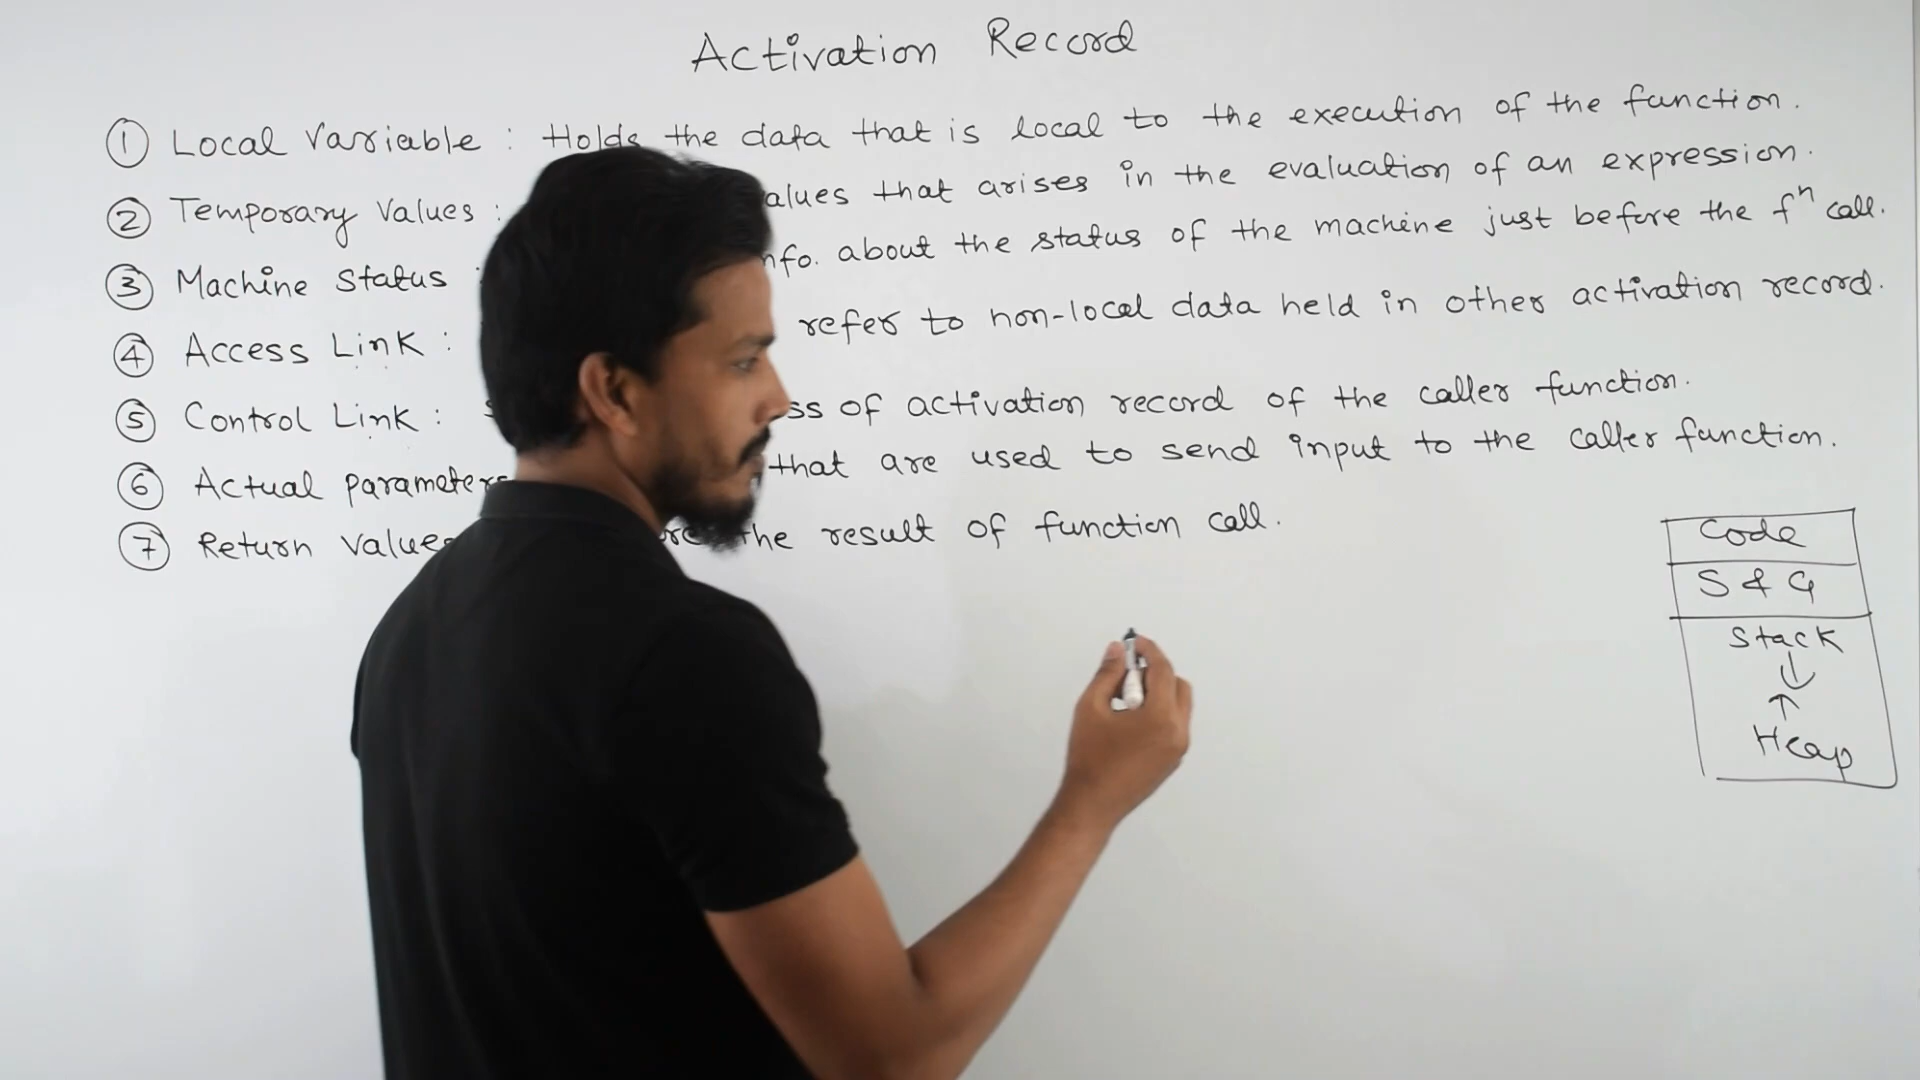 Activation Record
① Local Variable : Holds the data that is local to the execution of the function.
② Temporary Values : alues that arises in the evaluation of an expression.
③ Machine Status : nfo. about the status of the machine just before the fⁿ call.
④ Access Link : refer to non-local data held in other activation record.
⑤ Control Link : ss of activation record of the caller function.
⑥ Actual parameters that are used to send input to the caller function.
⑦ Return Values the result of function call.
Code
S & G
Stack
↓
↑
Heap